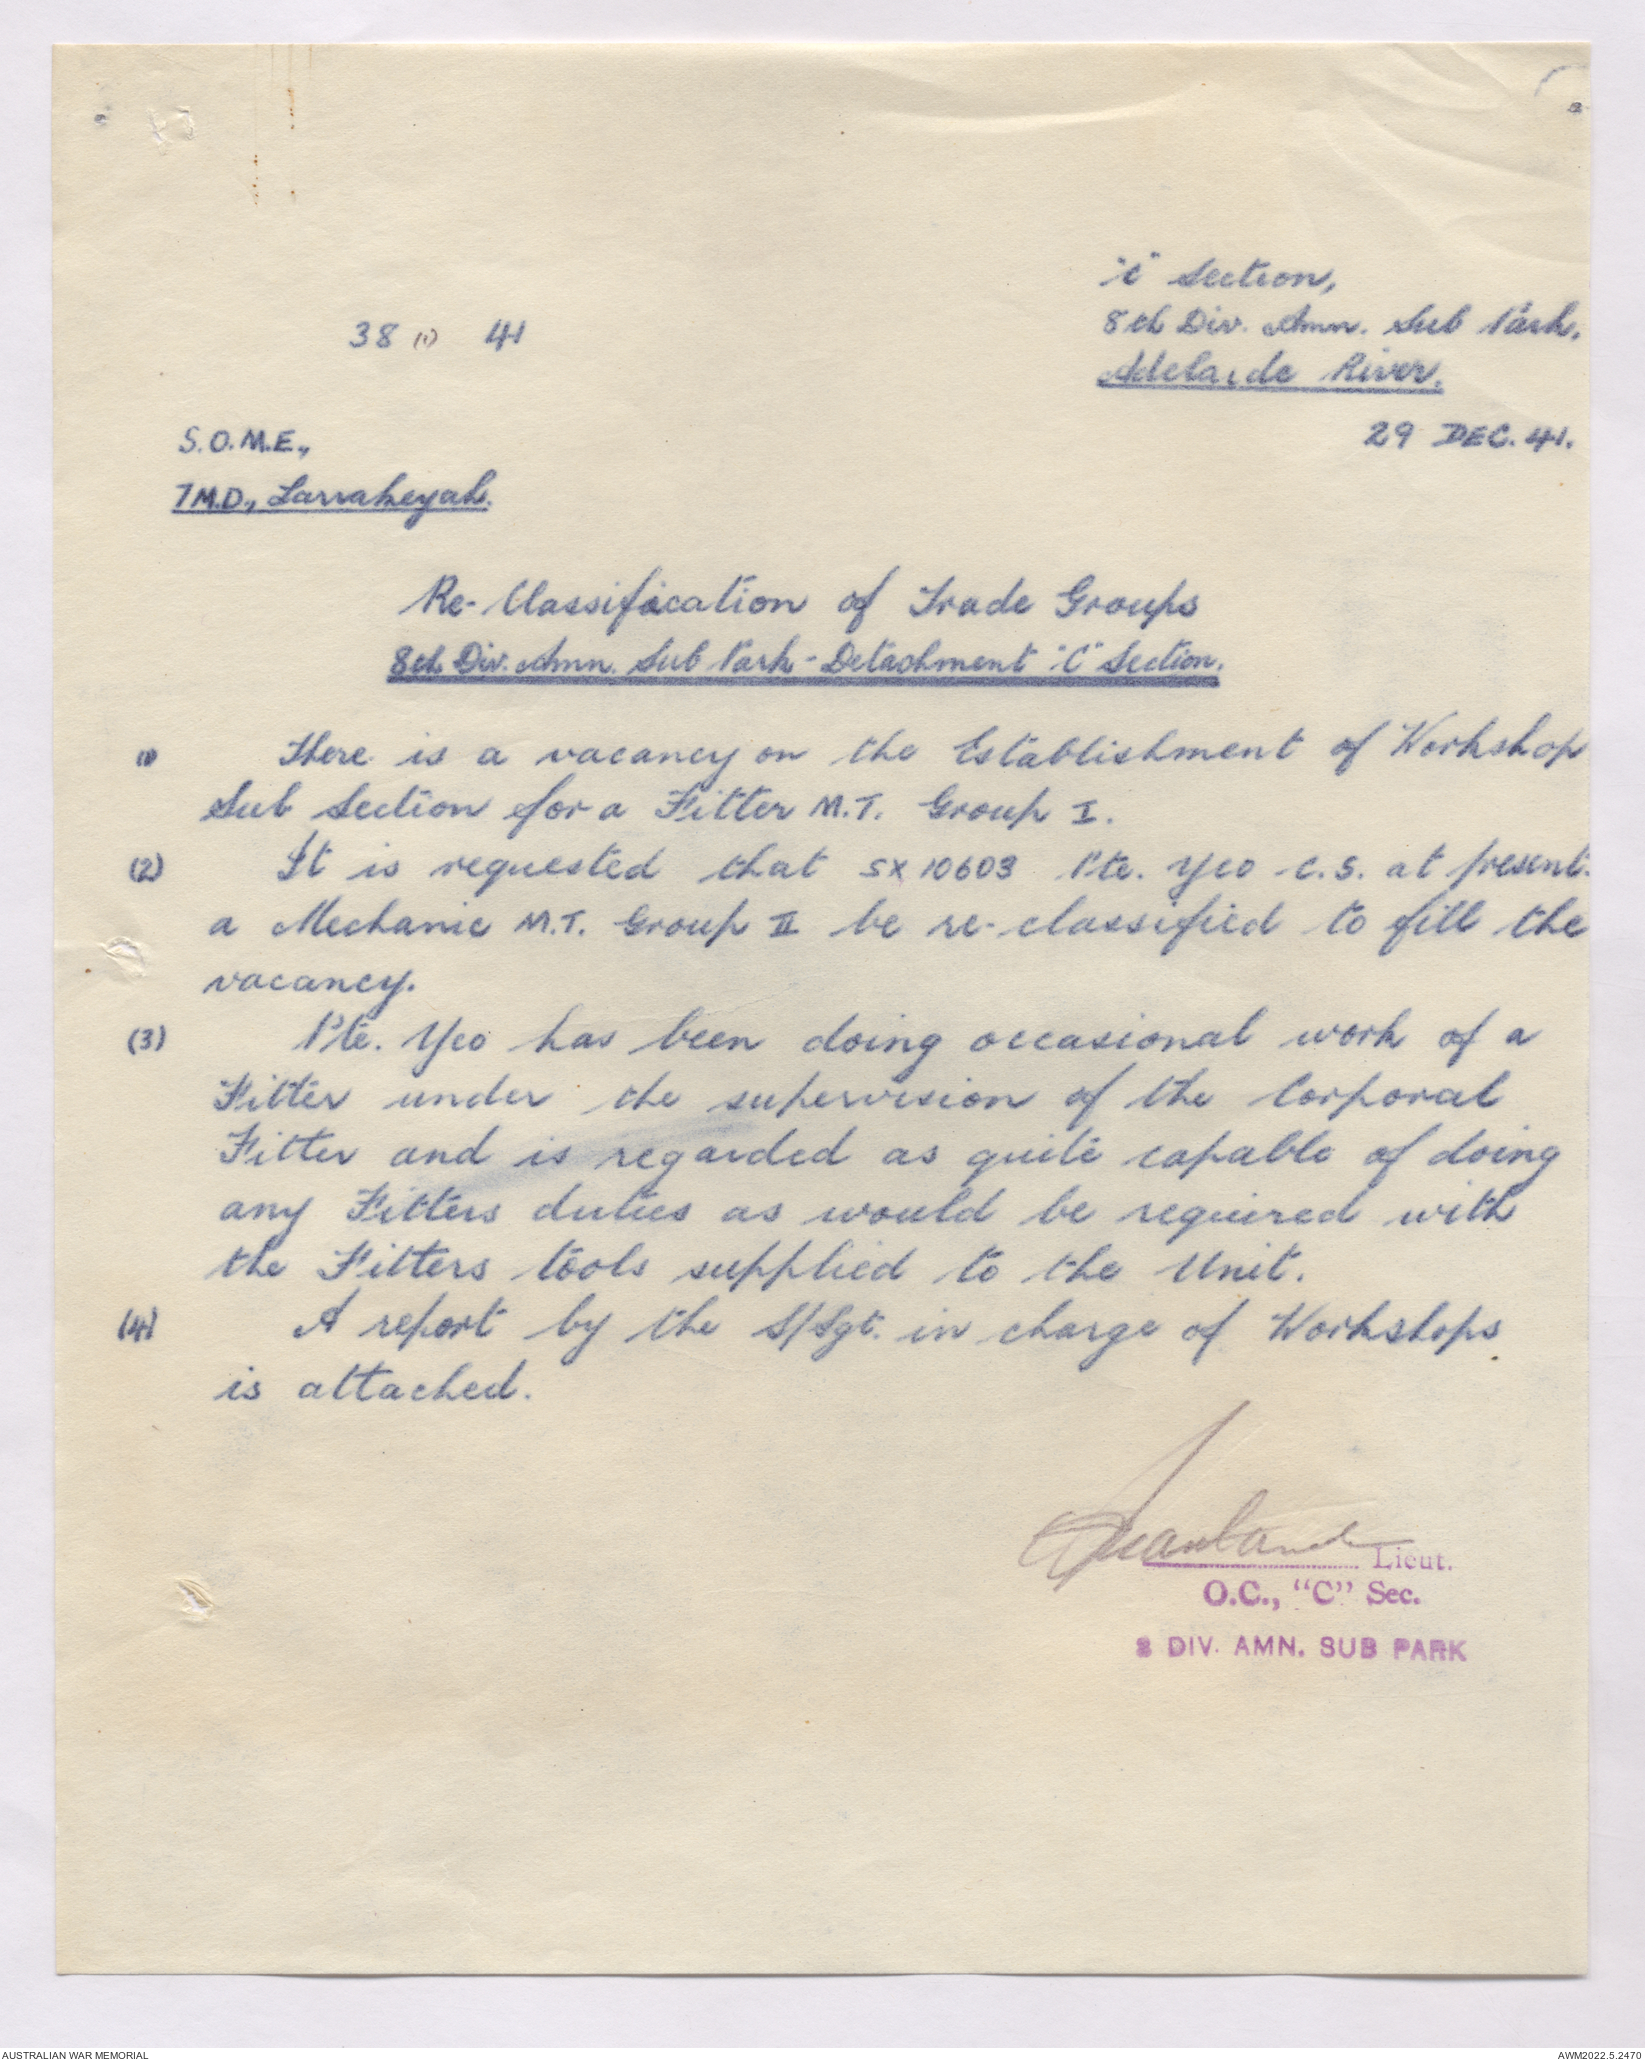 "C" Section,
8th Div. Amn. Sub Park.
38 (1) 41
Adelaide River.
29 DEC. 41.
S.O.M.E.,
7 M.D., Larrakeyah.
Re-Classification of Trade Groups
8th Div. Amn. Sub Park - Detachment "C" Section.
(1) There is a vacancy on the Establishment of Workshop
Sub Section for a Fitter M.T. Group I.
(2) It is requested that SX 10603 Pte. Yeo C.S. at present
a Mechanic M.T. Group II be re-classified to fill the
vacancy.
(3) Pte. Yeo has been doing occasional work of a
Fitter under the supervision of the Corporal
Fitter and is regarded as quite capable of doing
any Fitters duties as would be required with
the Fitters tools supplied to the Unit.
(4) A report by the S/Sgt. in charge of Workshops
is attached.
Lieut.
O.C., "C" Sec.
8 DIV. AMN. SUB PARK
AUSTRALIAN WAR MEMORIAL
AWM2022.5.2470